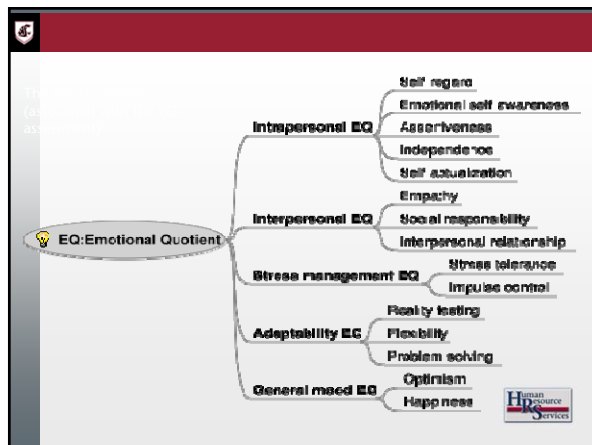 EQ:Emotional Quotient
Intrapersonal EQ
Self regard
Emotional self awareness
Assertiveness
Independence
Self actualization
Interpersonal EQ
Empathy
Social responsibility
Interpersonal relationship
Stress management EQ
Stress tolerance
Impulse control
Adaptability EQ
Reality testing
Flexibility
Problem solving
General mood EQ
Optimism
Happiness
Human
Resource
Services